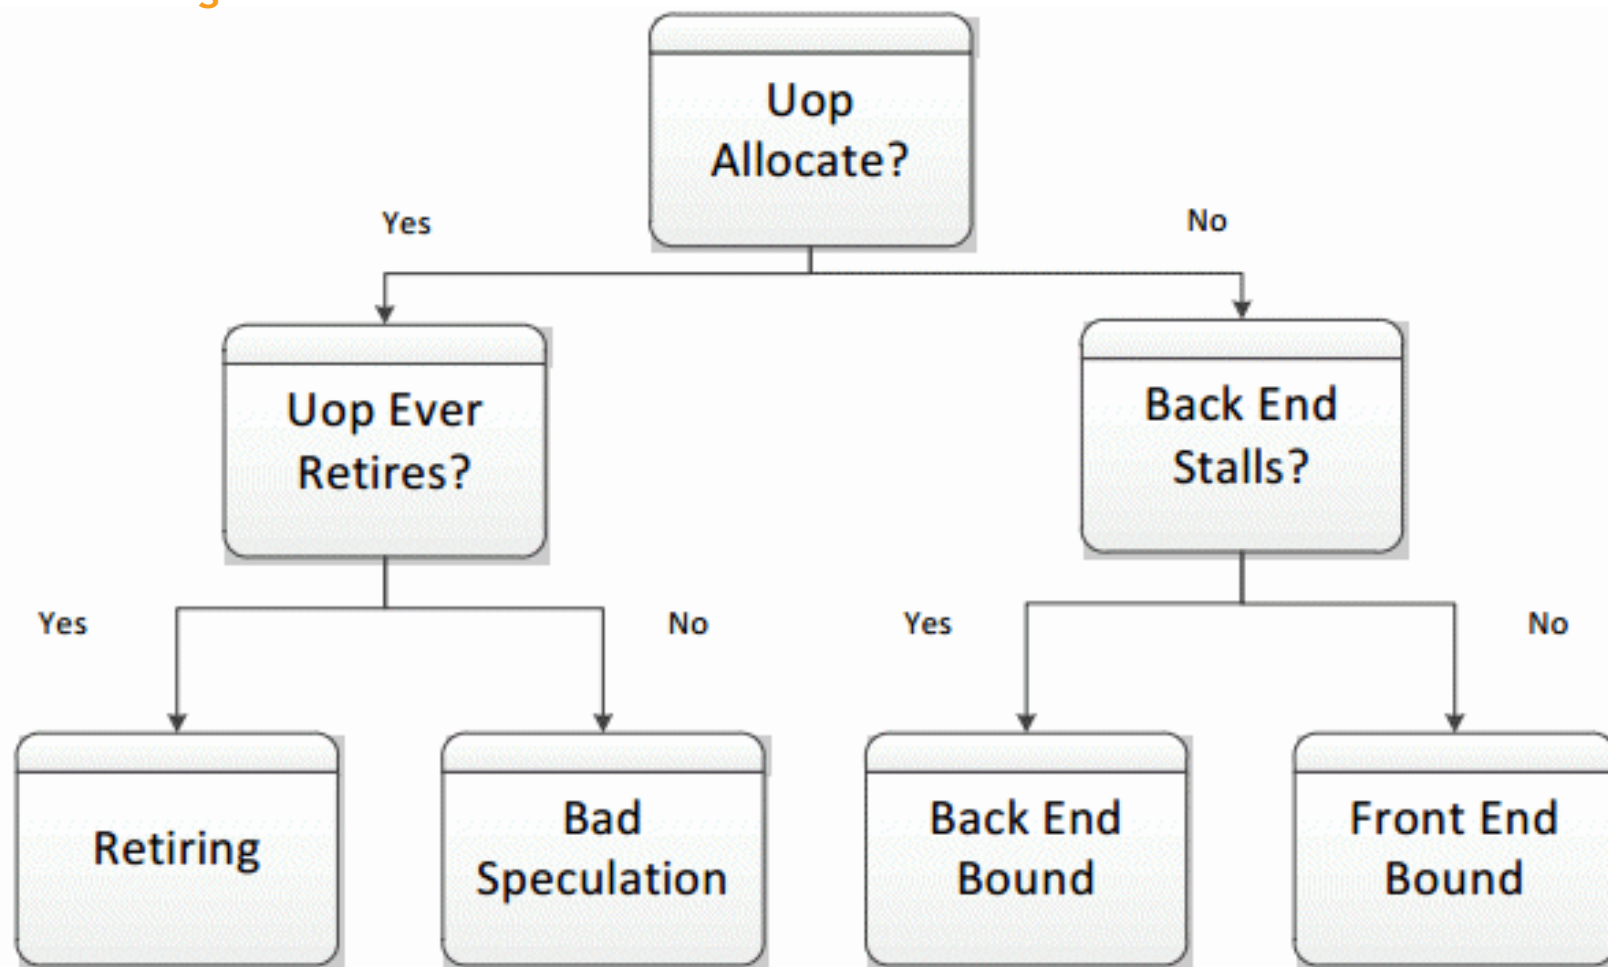 Uop
Allocate?
Yes
No
Uop Ever
Retires?
Back End
Stalls?
Yes
No
Yes
No
Retiring
Bad
Speculation
Back End
Bound
Front End
Bound